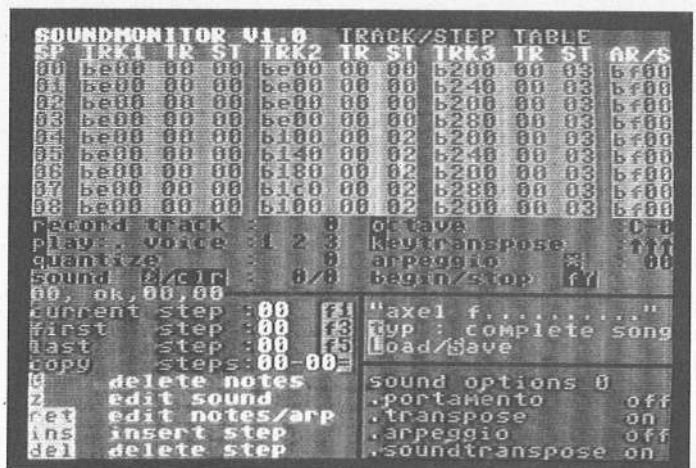 SOUNDMONITOR V1.0 TRACK/STEP TABLE
SP TRK1 TR ST TRK2 TR ST TRK3 TR ST AR/S
00 be00 00 00 be00 00 00 b200 00 03 bf00
01 be00 00 00 be00 00 00 b240 00 03 bf00
02 be00 00 00 be00 00 00 b200 00 03 bf00
03 be00 00 00 be00 00 00 b280 00 03 bf00
04 be00 00 00 b100 00 02 b200 00 03 bf00
05 be00 00 00 b140 00 02 b240 00 03 bf00
06 be00 00 00 b180 00 02 b200 00 03 bf00
07 be00 00 00 b1c0 00 02 b280 00 03 bf00
08 be00 00 00 b100 00 02 b200 00 03 bf00
record track : 0 octave :C-0
play:. voice :1 2 3 keytranspose :↑↑↑
quantize : 0 arpeggio : 00
sound 0/clr : 0/0 begin/stop f7
00, ok,00,00
current step :00 f1
first step :00 f3
last step :00 f5
copy steps:00-00=
"axel f.........."
typ : complete song
Load/Save
delete notes
z edit sound
ret edit notes/arp
ins insert step
del delete step
sound options 0
.portamento off
.transpose on
.arpeggio off
.soundtranspose on